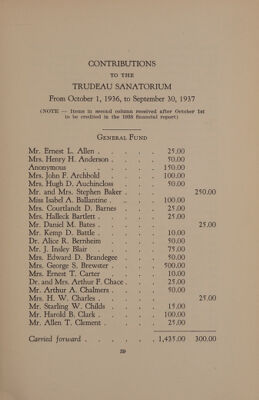 CONTRIBUTIONS
TO THE
TRUDEAU SANATORIUM
From October 1, 1936, to September 30, 1937
(NOTE — Items in second column received after October 1st
to be credited in the 1938 financial report)
GENERAL FUND
Mr. Ernest L. Allen . . . . . 25.00
Mrs. Henry H. Anderson . . . . 50.00
Anonymous . . . . . 150.00
Mrs. John F. Archbold . . . . 100.00
Mrs. Hugh D. Auchincloss . . . 50.00
Mr. and Mrs. Stephen Baker . . . 250.00
Miss Isabel A. Ballantine . . . . 100.00
Mrs. Courtlandt D. Barnes . . . 25.00
Mrs. Halleck Bartlett . . . . . 25.00
Mr. Daniel M. Bates . . . . . 25.00
Mr. Kemp D. Battle . . . . . 10.00
Dr. Alice R. Bernheim . . . . 50.00
Mr. J. Insley Blair . . . . . 75.00
Mrs. Edward D. Brandegee . . . 50.00
Mrs. George S. Brewster . . . . 500.00
Mrs. Ernest T. Carter . . . . 10.00
Dr. and Mrs. Arthur F. Chace . . . 25.00
Mr. Arthur A. Chalmers . . . . 50.00
Mrs. H. W. Charles . . . . . 25.00
Mr. Starling W. Childs . . . . 15.00
Mr. Harold B. Clark . . . . . 100.00
Mr. Allen T. Clement . . . . . 25.00
Carried forward . . . . . 1,435.00 300.00
39